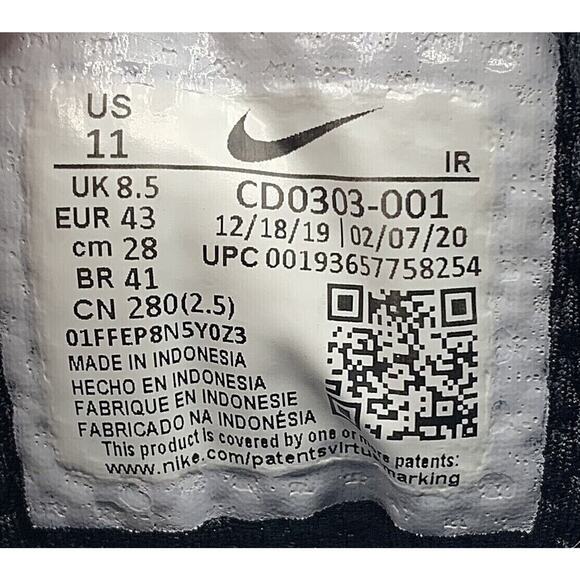 US
11
IR
UK 8.5
EUR 43
cm 28
BR 41
CN 280(2.5)
CD0303-001
12/18/19 | 02/07/20
UPC 00193657758254
01FFEP8N5Y0Z3
MADE IN INDONESIA
HECHO EN INDONESIA
FABRIQUE EN INDONESIE
FABRICADO NA INDONÉSIA
This product is covered by one or more patents:
www.nike.com/patentsvirtualmarking